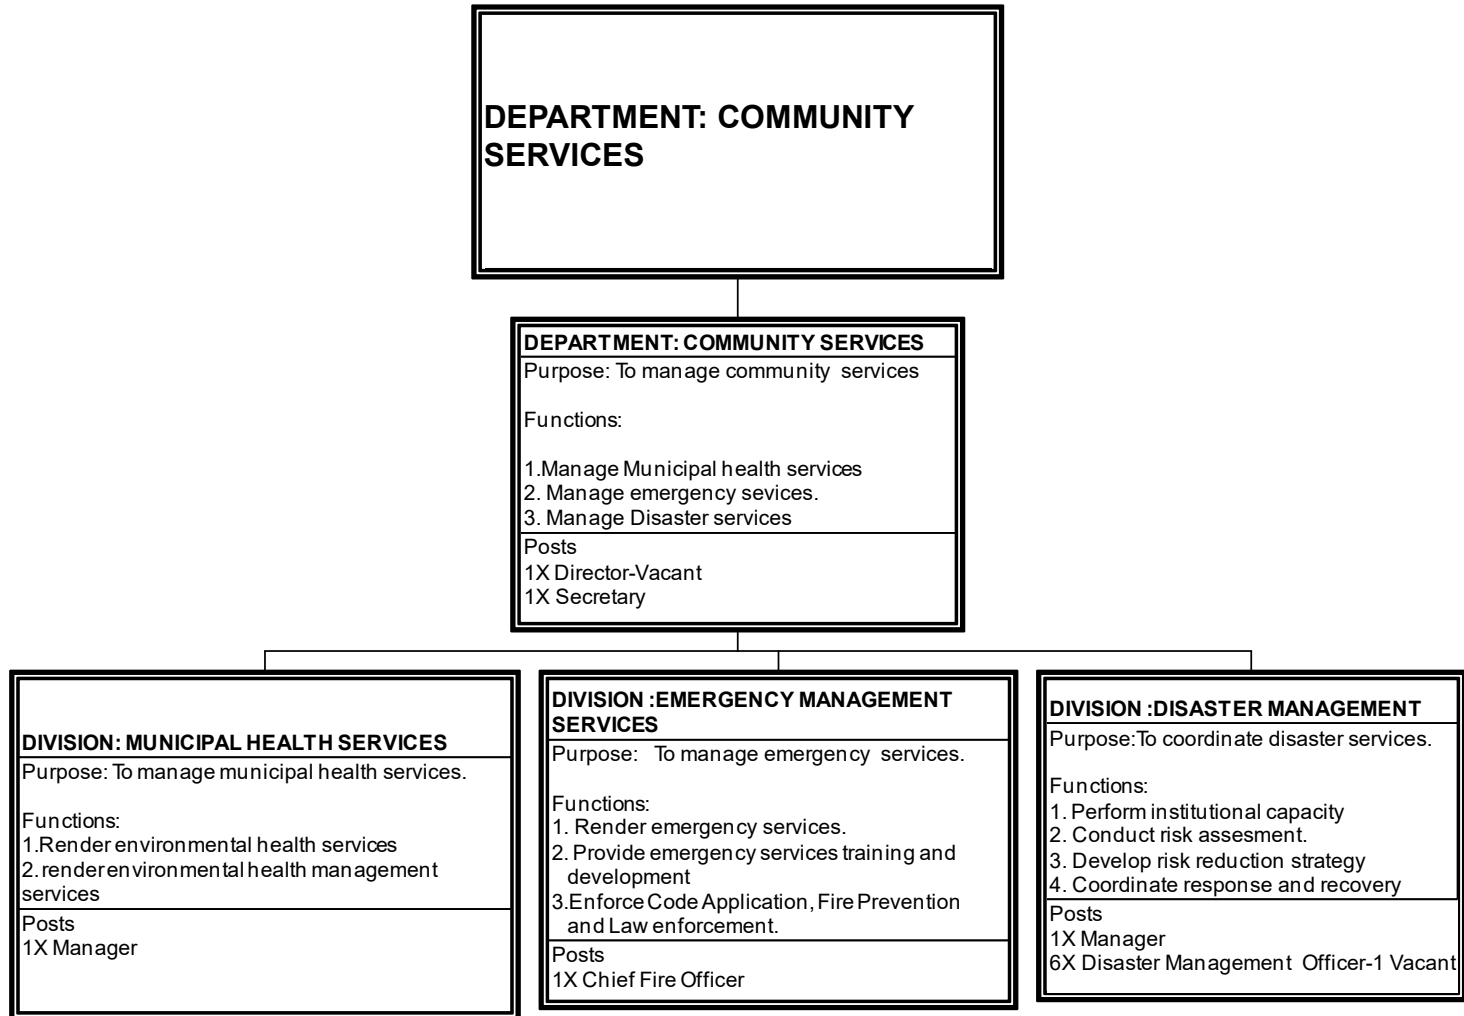 DEPARTMENT: COMMUNITY
SERVICES
DEPARTMENT: COMMUNITY SERVICES
Purpose: To manage community services
Functions:
1.Manage Municipal health services
2. Manage emergency sevices.
3. Manage Disaster services
Posts
1X Director-Vacant
1X Secretary
DIVISION: MUNICIPAL HEALTH SERVICES
Purpose: To manage municipal health services.
Functions:
1.Render environmental health services
2. render environmental health management
services
Posts
1X Manager
DIVISION :EMERGENCY MANAGEMENT
SERVICES
Purpose: To manage emergency services.
Functions:
1. Render emergency services.
2. Provide emergency services training and
development
3.Enforce Code Application, Fire Prevention
and Law enforcement.
Posts
1X Chief Fire Officer
DIVISION :DISASTER MANAGEMENT
Purpose:To coordinate disaster services.
Functions:
1. Perform institutional capacity
2. Conduct risk assesment.
3. Develop risk reduction strategy
4. Coordinate response and recovery
Posts
1X Manager
6X Disaster Management Officer-1 Vacant